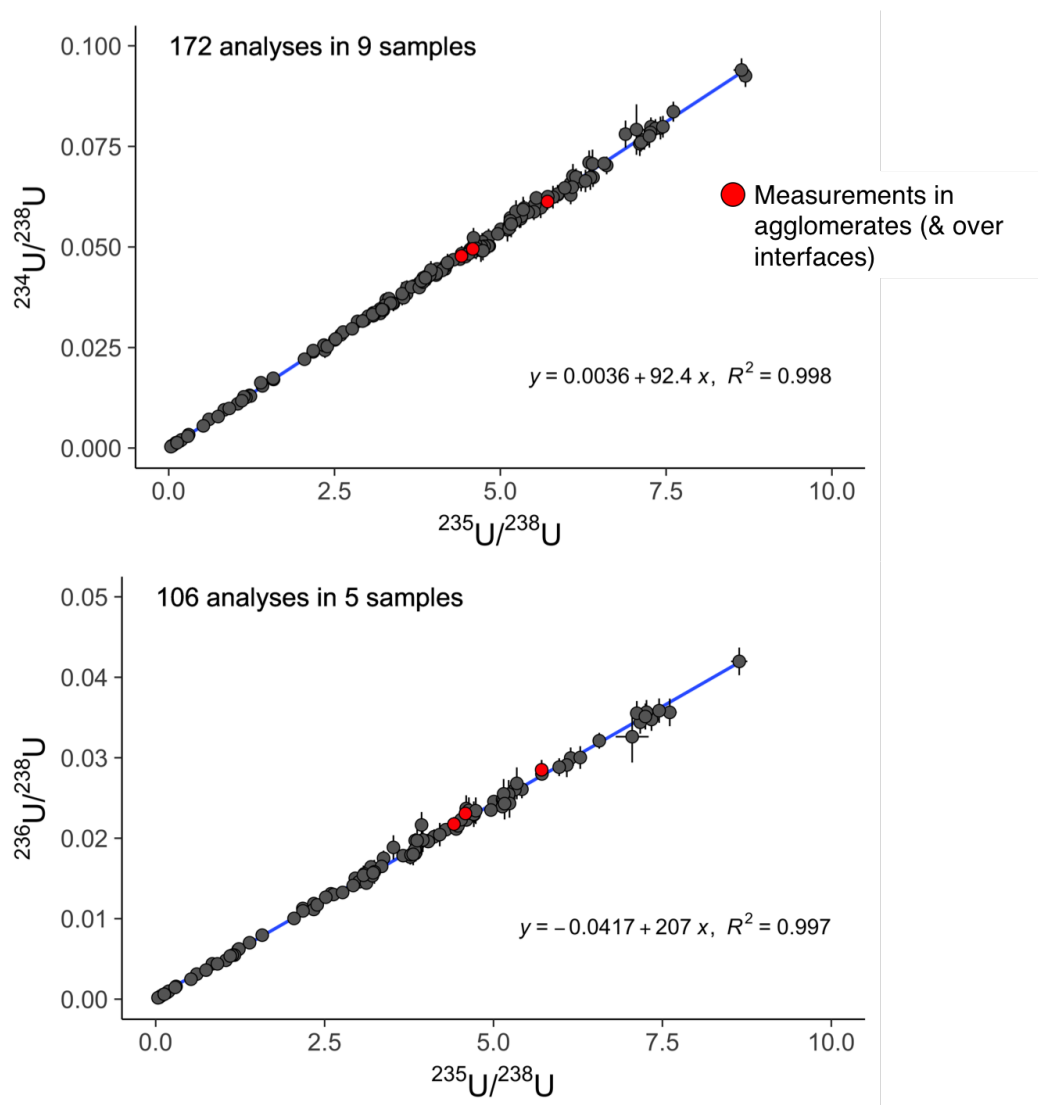 172 analyses in 9 samples
0.100
0.075
0.050
0.025
0.000
²³⁴U/²³⁸U
Measurements in
agglomerates (& over
interfaces)
y = 0.0036 + 92.4 x, R² = 0.998
0.0 2.5 5.0 7.5 10.0
²³⁵U/²³⁸U
106 analyses in 5 samples
0.05
0.04
0.03
0.02
0.01
0.00
²³⁶U/²³⁸U
y = − 0.0417 + 207 x, R² = 0.997
0.0 2.5 5.0 7.5 10.0
²³⁵U/²³⁸U